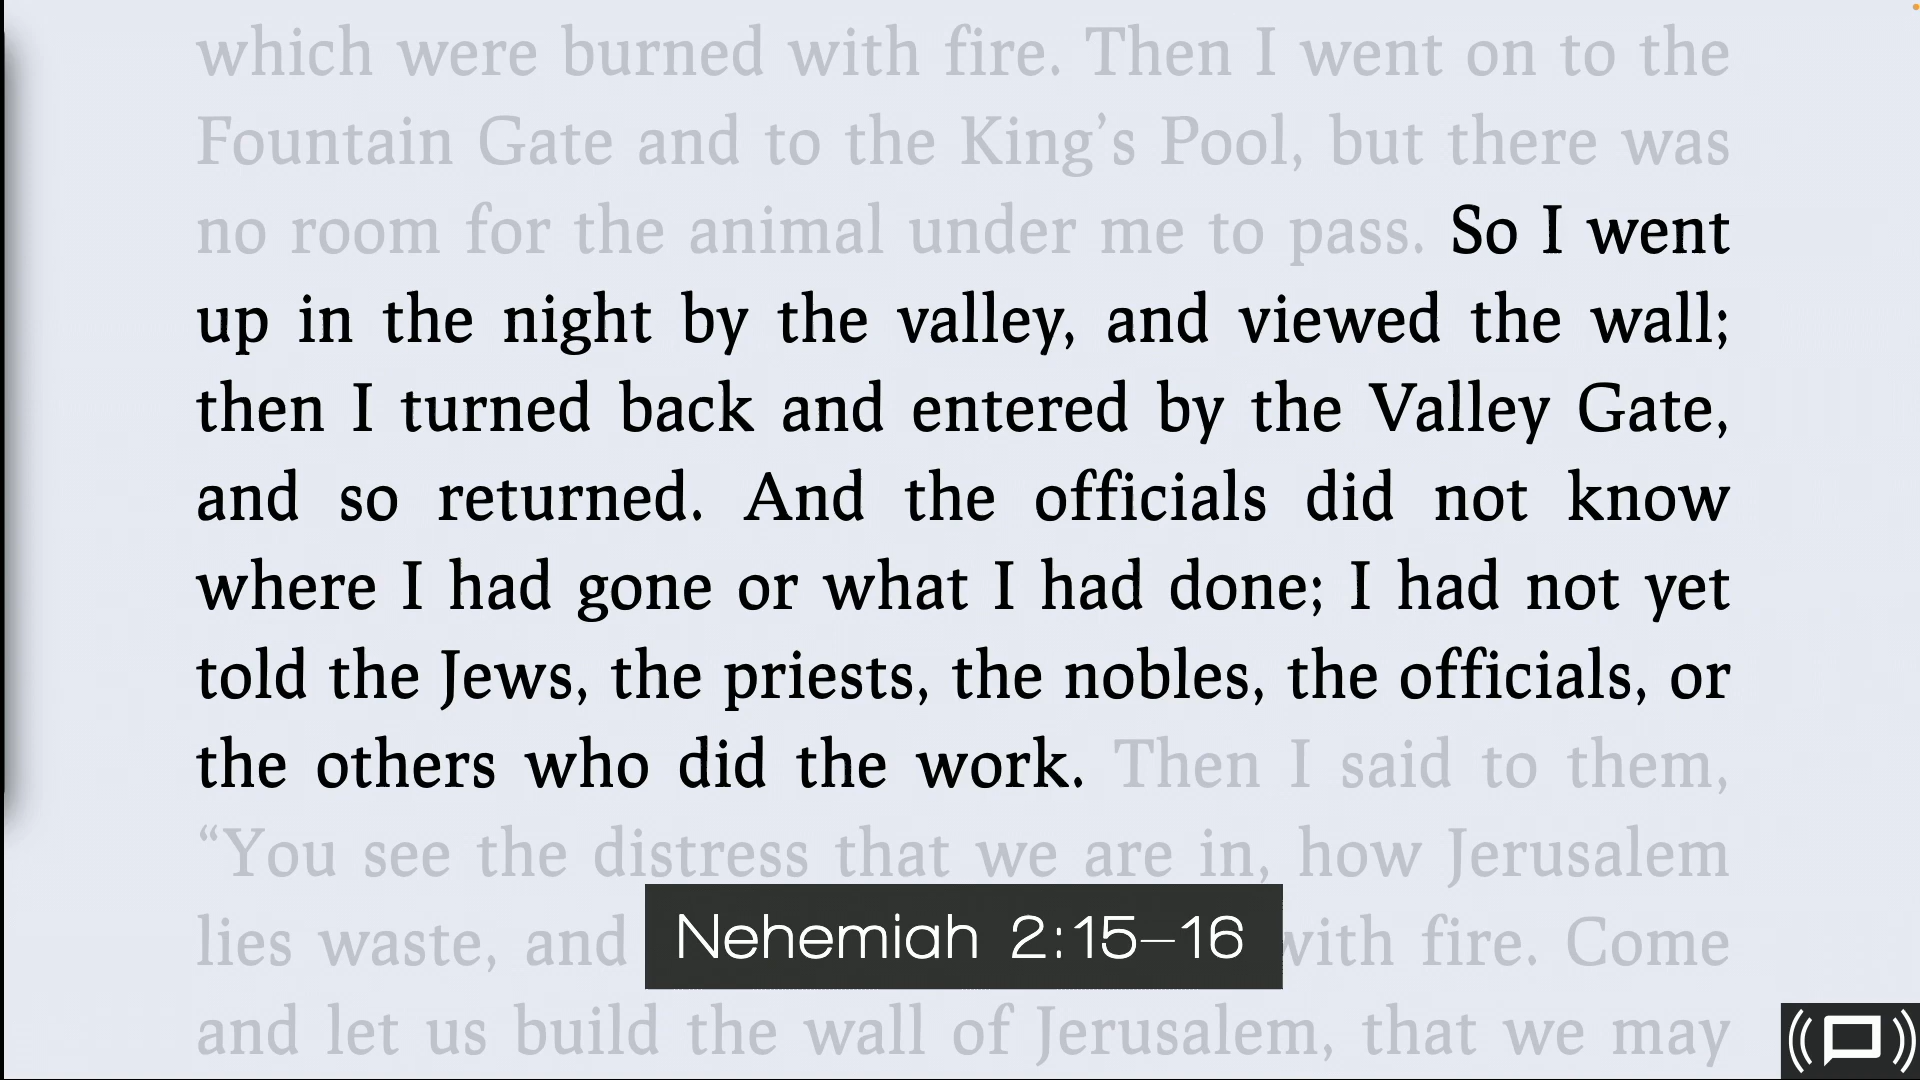 which were burned with fire. Then I went on to the
Fountain Gate and to the King’s Pool, but there was
no room for the animal under me to pass. So I went
up in the night by the valley, and viewed the wall;
then I turned back and entered by the Valley Gate,
and so returned. And the officials did not know
where I had gone or what I had done; I had not yet
told the Jews, the priests, the nobles, the officials, or
the others who did the work. Then I said to them,
“You see the distress that we are in, how Jerusalem
lies waste, and with fire. Come
Nehemiah 2:15–16
and let us build the wall of Jerusalem, that we may